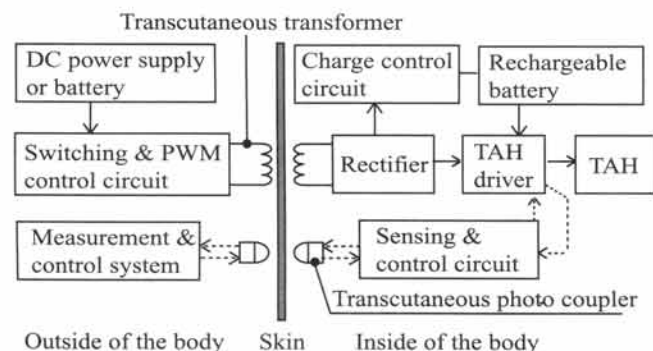 Transcutaneous transformer
DC power supply
or battery
Charge control
circuit
Rechargeable
battery
Switching & PWM
control circuit
Rectifier
TAH
driver
TAH
Measurement &
control system
Sensing &
control circuit
Transcutaneous photo coupler
Outside of the body
Skin
Inside of the body